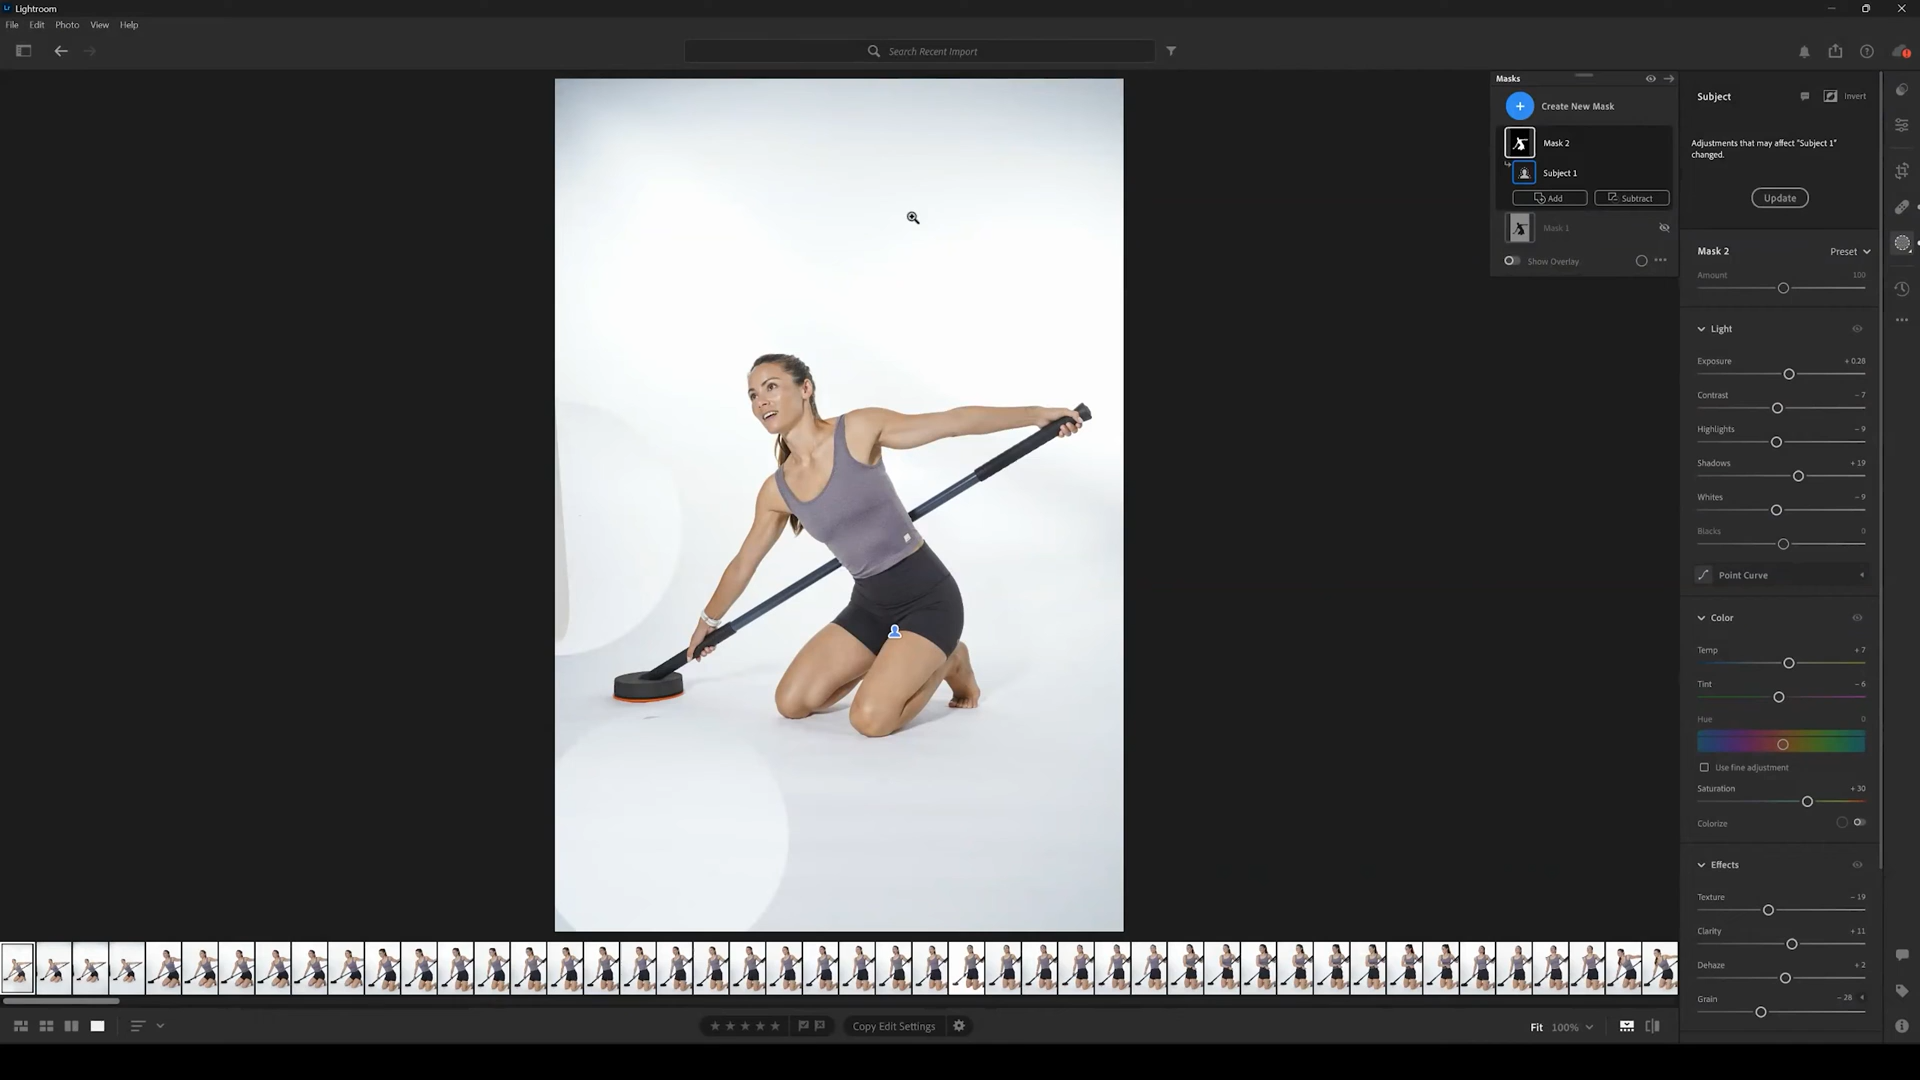 Lr Lightroom
File Edit Photo View Help
Search Recent Import
Masks
Create New Mask
Mask 2
Subject 1
Add Subtract
Mask 1
Show Overlay
Subject Invert
Adjustments that may affect "Subject 1"
changed.
Update
Mask 2 Preset
Amount 100
Light
Exposure + 0.28
Contrast – 7
Highlights – 9
Shadows + 19
Whites – 9
Blacks 0
Point Curve
Color
Temp + 7
Tint – 6
Hue 0
Use fine adjustment
Saturation + 30
Colorize
Effects
Texture – 19
Clarity + 11
Dehaze + 2
Grain – 28
Copy Edit Settings
Fit 100%